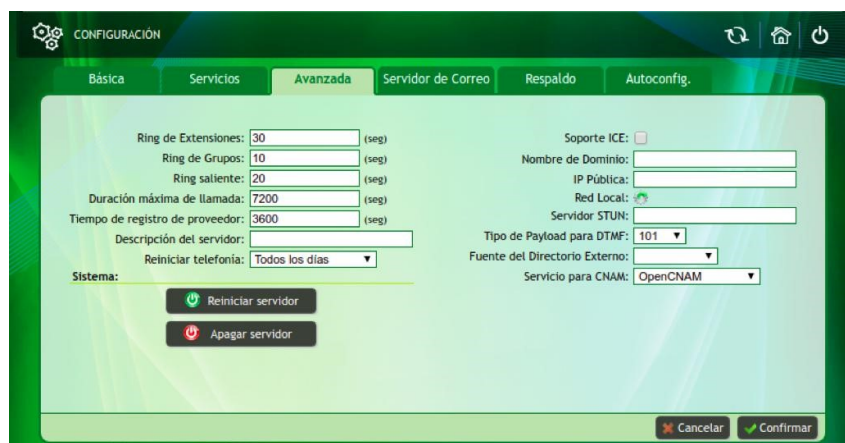 CONFIGURACIÓN
Básica
Servicios
Avanzada
Servidor de Correo
Respaldo
Autoconfig.
Ring de Extensiones: 30 (seg)
Ring de Grupos: 10 (seg)
Ring saliente: 20 (seg)
Duración máxima de llamada: 7200 (seg)
Tiempo de registro de proveedor: 3600 (seg)
Descripción del servidor:
Reiniciar telefonía: Todos los días
Sistema:
Reiniciar servidor
Apagar servidor
Soporte ICE:
Nombre de Dominio:
IP Pública:
Red Local:
Servidor STUN:
Tipo de Payload para DTMF: 101
Fuente del Directorio Externo:
Servicio para CNAM: OpenCNAM
Cancelar
Confirmar